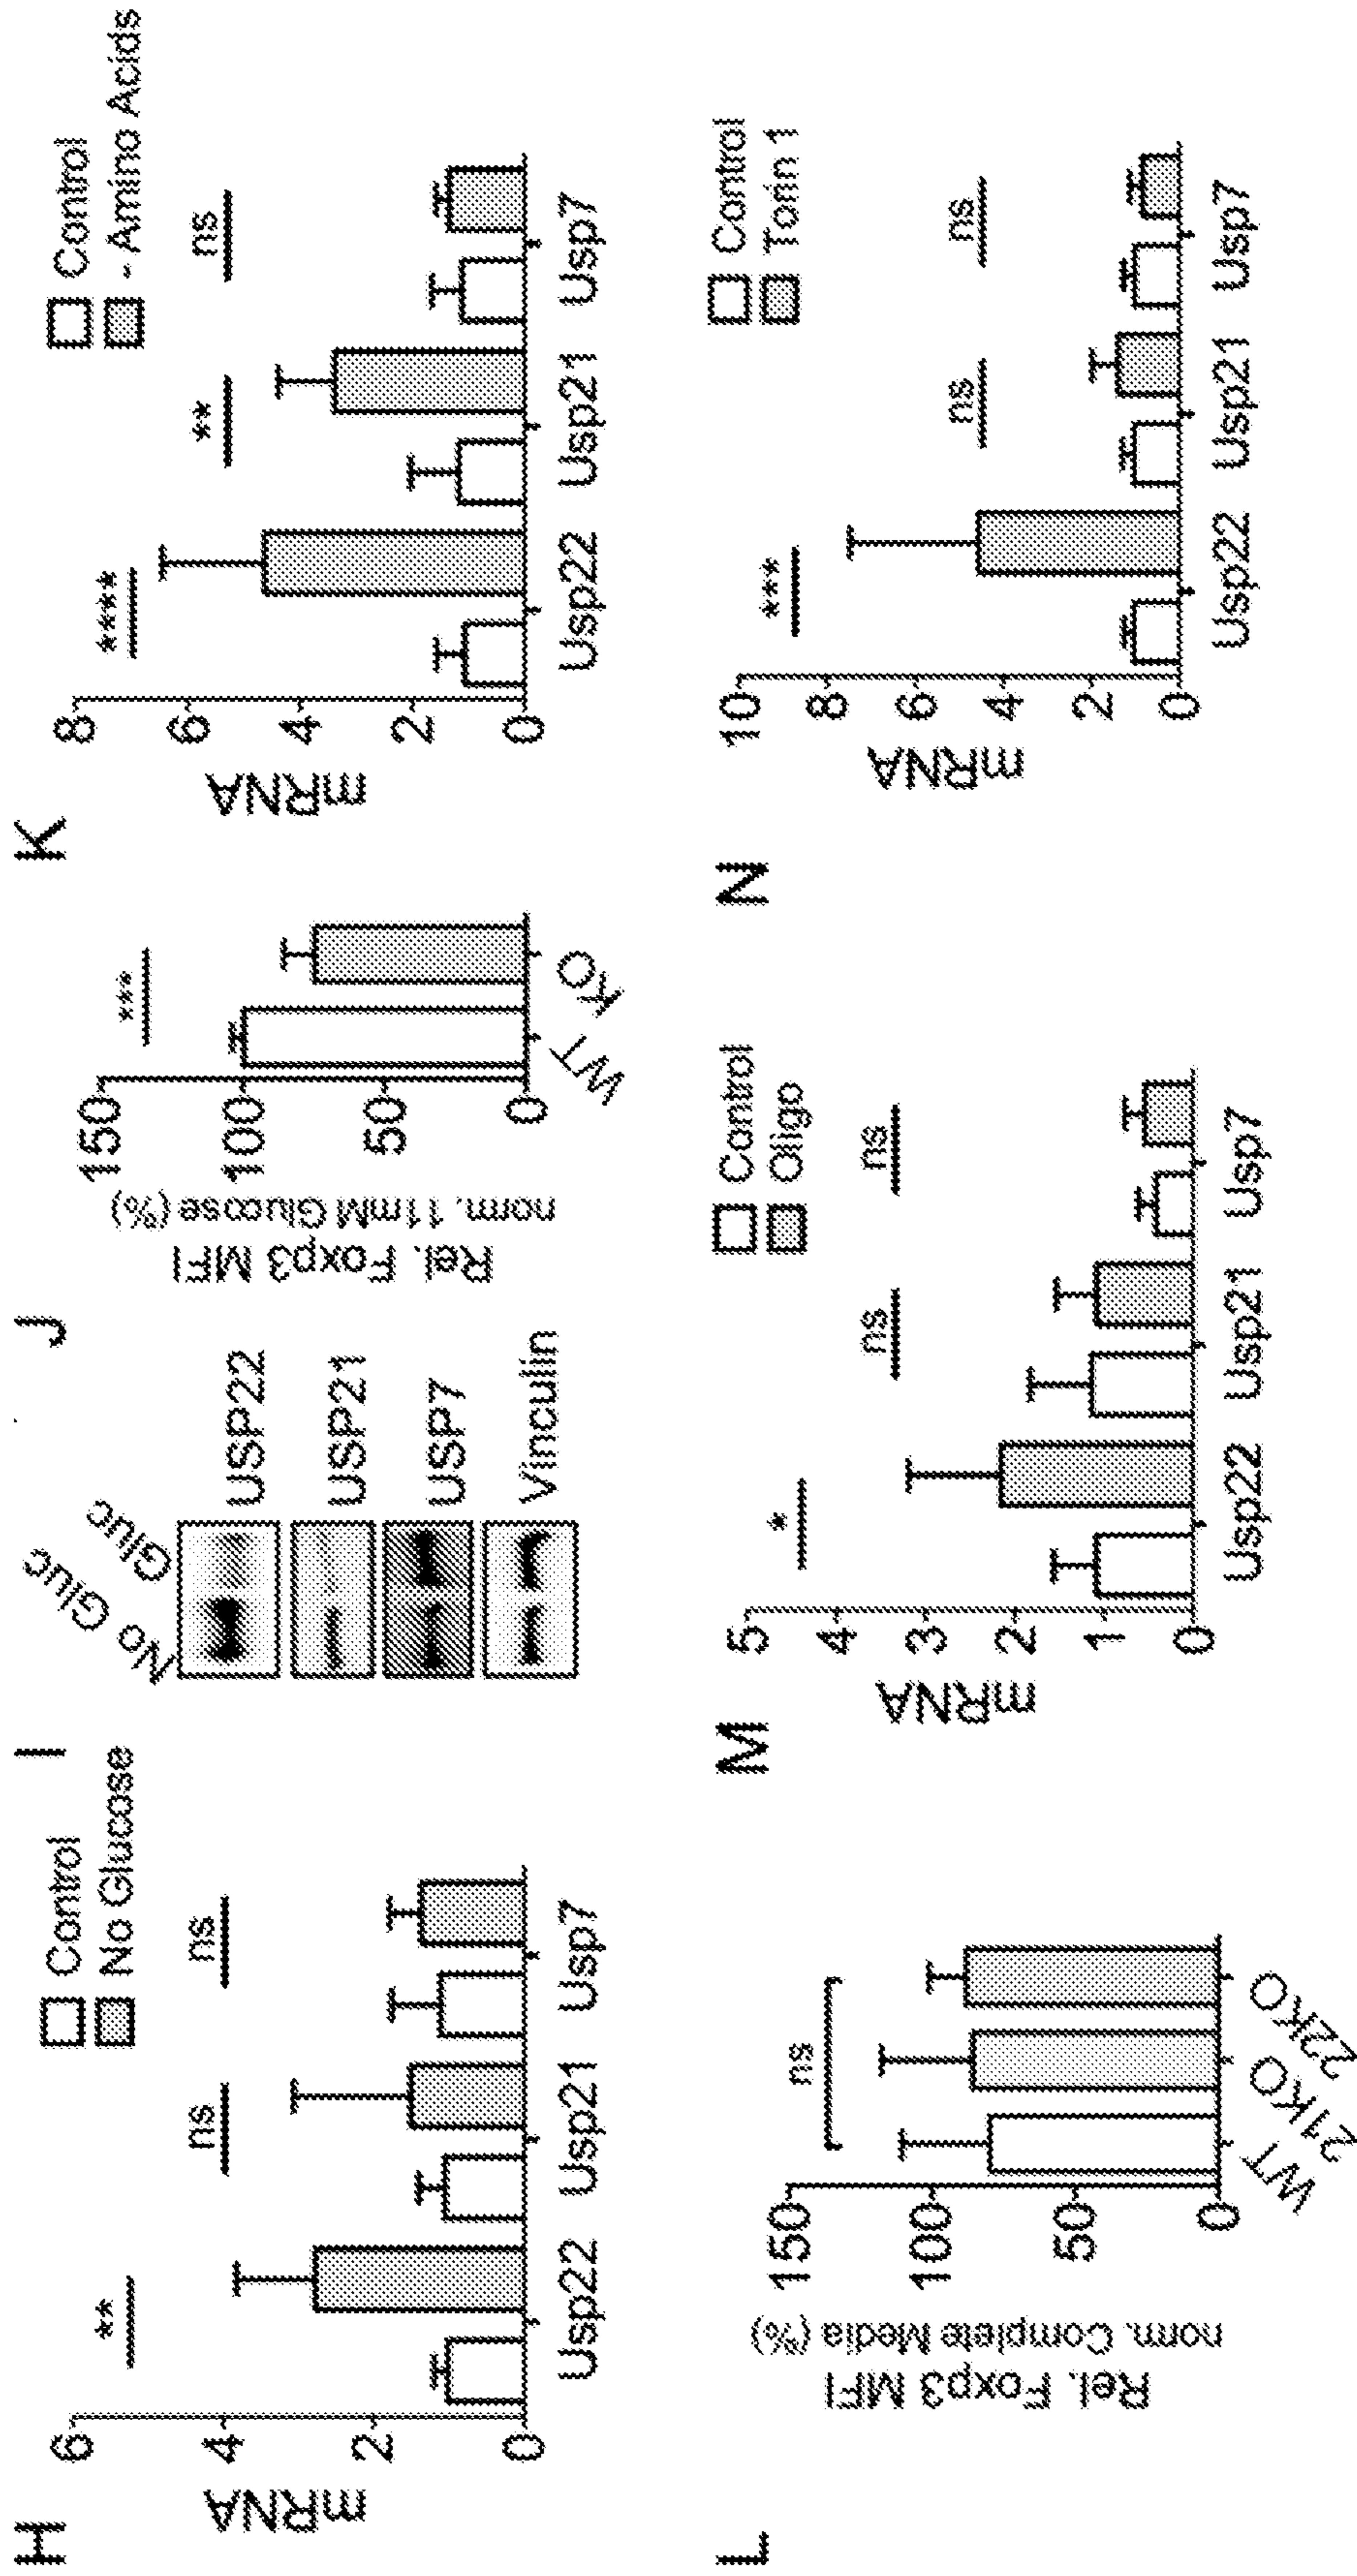 H
mRNA
6
4
2
0
Control
No Glucose
**
ns
ns
Usp22
Usp21
Usp7
I
No Gluc
Gluc
USP22
USP21
USP7
Vinculin
J
Rel. Foxp3 MFI
norm. 11mM Glucose (%)
150
100
50
0
***
WT
KO
K
mRNA
8
6
4
2
0
Control
- Amino Acids
****
**
ns
Usp22
Usp21
Usp7
L
Rel. Foxp3 MFI
norm. Complete Media (%)
150
100
50
0
ns
WT
21KO
22KO
M
mRNA
5
4
3
2
1
0
Control
Oligo
*
ns
ns
Usp22
Usp21
Usp7
N
mRNA
10
8
6
4
2
0
Control
Torin 1
***
ns
ns
Usp22
Usp21
Usp7